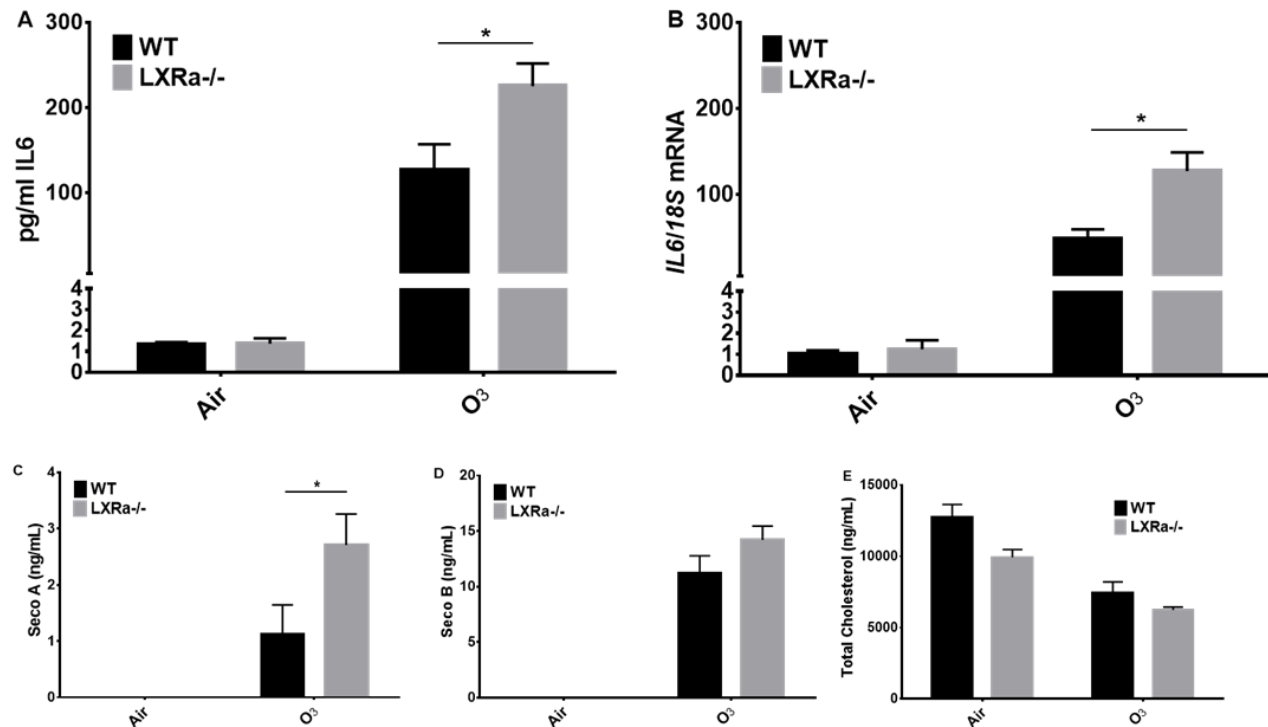 A
pg/ml IL6
300
200
100
4
3
2
1
0
WT
LXRa-/-
*
Air
O3
B
IL6/18S mRNA
300
200
100
4
3
2
1
0
WT
LXRa-/-
*
Air
O3
C
Seco A (ng/mL)
4
3
2
1
0
WT
LXRa-/-
*
Air
O3
D
Seco B (ng/mL)
20
15
10
5
0
WT
LXRa-/-
Air
O3
E
Total Cholesterol (ng/mL)
15000
10000
5000
0
WT
LXRa-/-
Air
O3